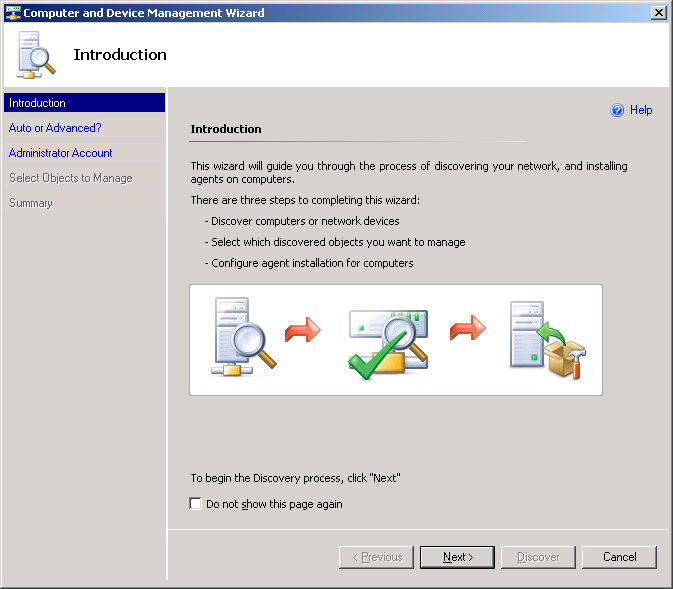 Computer and Device Management Wizard
Introduction
Introduction
Auto or Advanced?
Administrator Account
Select Objects to Manage
Summary
Help
Introduction
This wizard will guide you through the process of discovering your network, and installing
agents on computers.
There are three steps to completing this wizard:
- Discover computers or network devices
- Select which discovered objects you want to manage
- Configure agent installation for computers
To begin the Discovery process, click "Next"
Do not show this page again
< Previous
Next >
Discover
Cancel